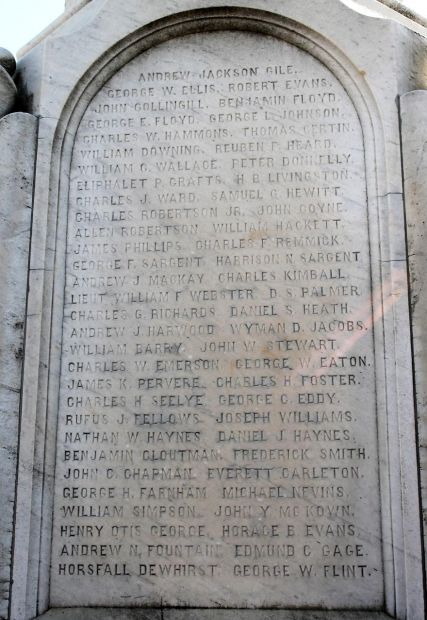 ANDREW JACKSON GILE.
GEORGE W. ELLIS. ROBERT EVANS.
JOHN GOLLINGILL. BENJAMIN FLOYD.
GEORGE E. FLOYD. GEORGE L. JOHNSON.
CHARLES W. HAMMONS. THOMAS GERTIN.
WILLIAM DOWNING. REUBEN P. HEARD.
WILLIAM G. WALLACE. PETER DONNELLY.
ELIPHALET P. GRAFTS. H. B. LIVINGSTON.
CHARLES J. WARD. SAMUEL G. HEWITT.
CHARLES ROBERTSON JR. JOHN COYNE.
ALLEN ROBERTSON. WILLIAM HACKETT.
JAMES PHILLIPS. CHARLES F. REMMICK.
GEORGE F. SARGENT. HARRISON N. SARGENT.
ANDREW J. MACKAY. CHARLES KIMBALL.
LIEUT. WILLIAM F. WEBSTER. D. S. PALMER.
CHARLES G. RICHARDS. DANIEL S. HEATH.
ANDREW J. HARWOOD. WYMAN D. JACOBS.
WILLIAM BARRY. JOHN W. STEWART.
CHARLES W. EMERSON. GEORGE W. EATON.
JAMES K. PERVERE. CHARLES H. FOSTER.
CHARLES H. SEELYE. GEORGE C. EDDY.
RUFUS J. FELLOWS. JOSEPH WILLIAMS.
NATHAN W. HAYNES. DANIEL J. HAYNES.
BENJAMIN CLOUTMAN. FREDERICK SMITH.
JOHN C. CHAPMAN. EVERETT CARLETON.
GEORGE H. FARNHAM. MICHAEL NEVINS.
WILLIAM SIMPSON. JOHN Y. MCKOWN.
HENRY OTIS GEORGE. HORACE B. EVANS.
ANDREW N. FOUNTAIN. EDMUND C. GAGE.
HORSFALL DEWHIRST. GEORGE W. FLINT.